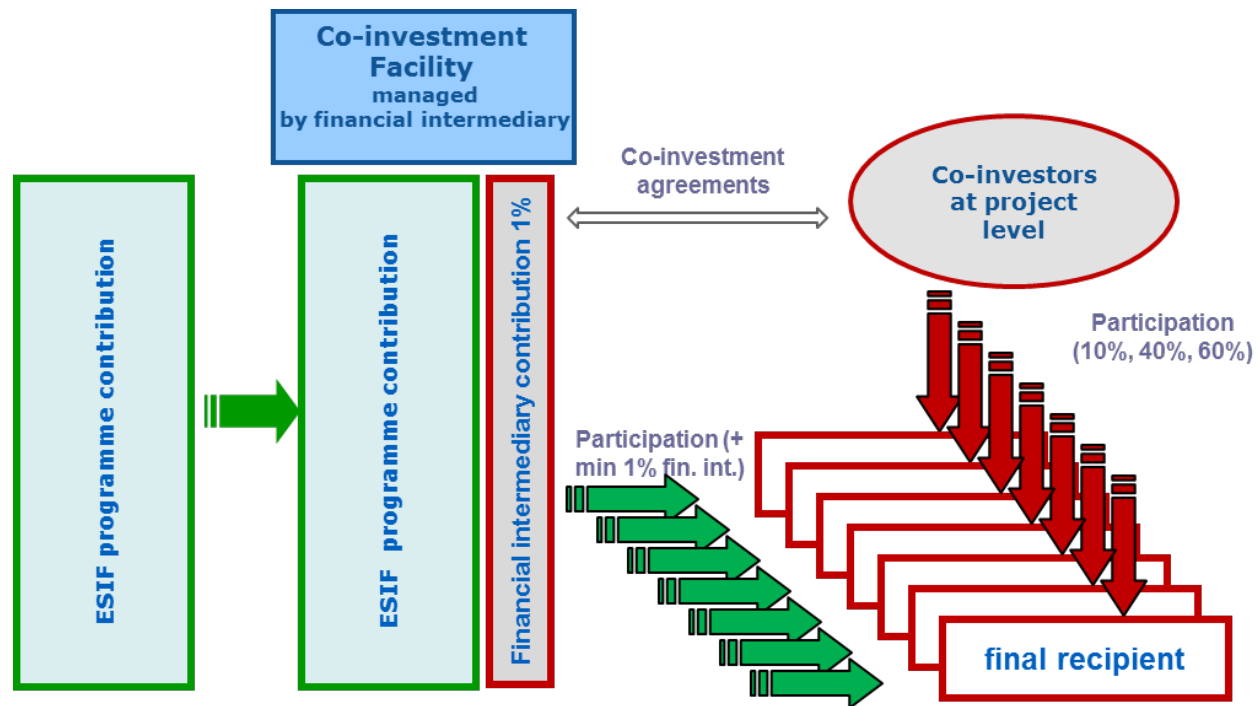 Co-investment
Facility
managed
by financial intermediary
ESIF programme contribution
ESIF programme contribution
Financial intermediary contribution 1%
Co-investment
agreements
Co-investors
at project
level
Participation
(10%, 40%, 60%)
Participation (+
min 1% fin. int.)
final recipient